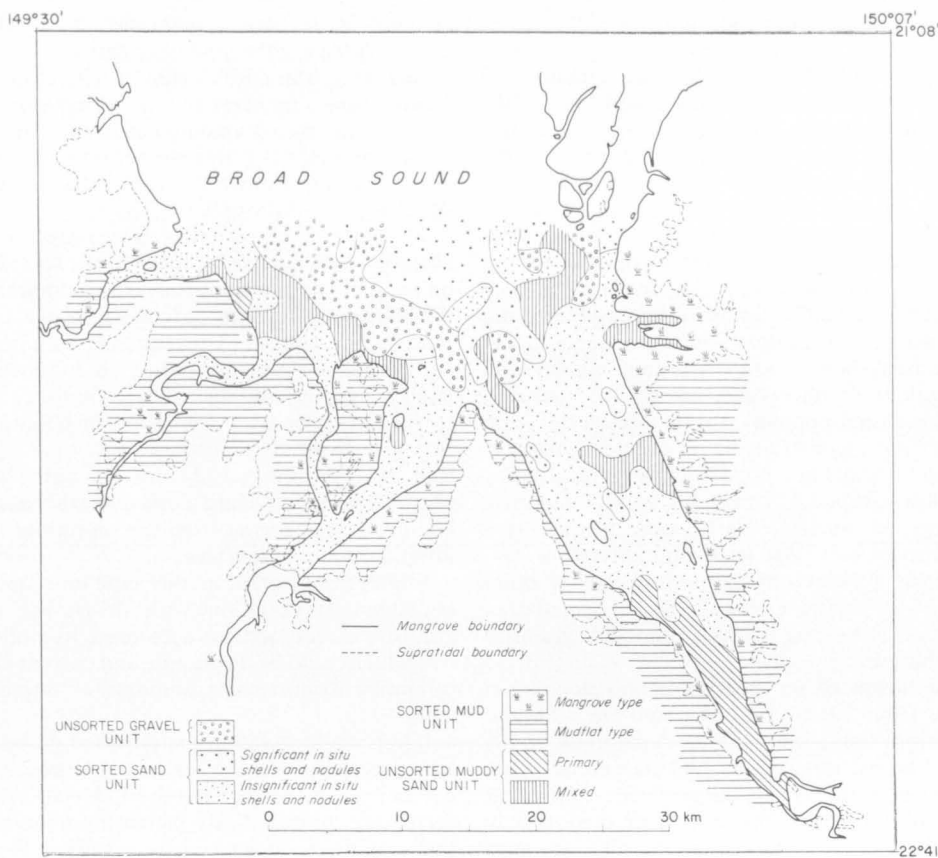 149°30'
150°07'
21°08'
BROAD SOUND
Mangrove boundary
Supratidal boundary
UNSORTED GRAVEL
UNIT
SORTED SAND
UNIT
Significant in situ
shells and nodules
Insignificant in situ
shells and nodules
SORTED MUD
UNIT
Mangrove type
Mudflat type
UNSORTED MUDDY
SAND UNIT
Primary
Mixed
0 10 20 30 km
22°41'